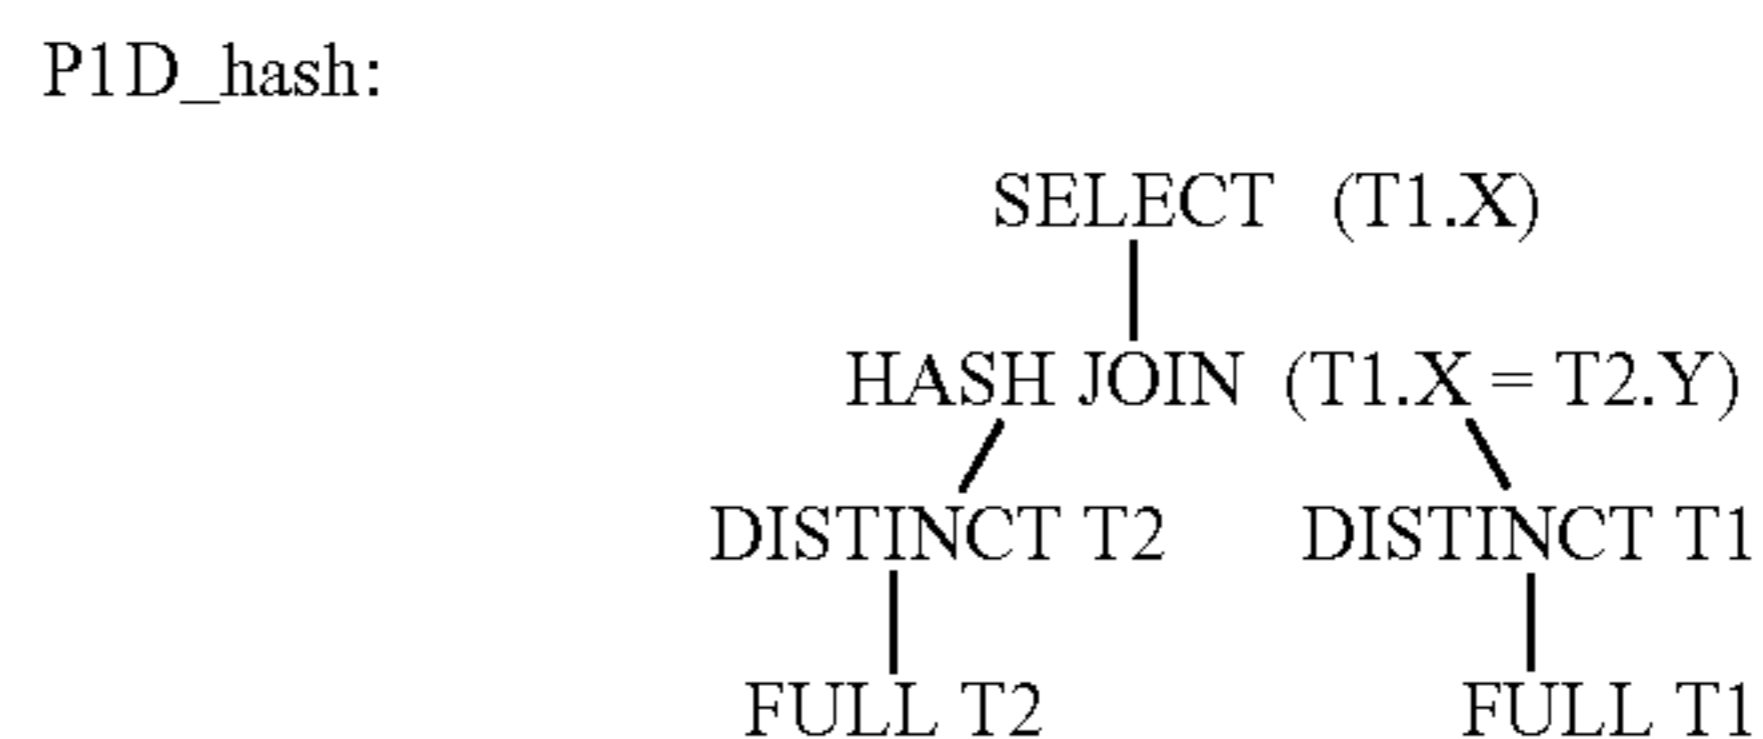 P1D_hash:
SELECT (T1.X)
HASH JOIN (T1.X = T2.Y)
DISTINCT T2 DISTINCT T1
FULL T2 FULL T1